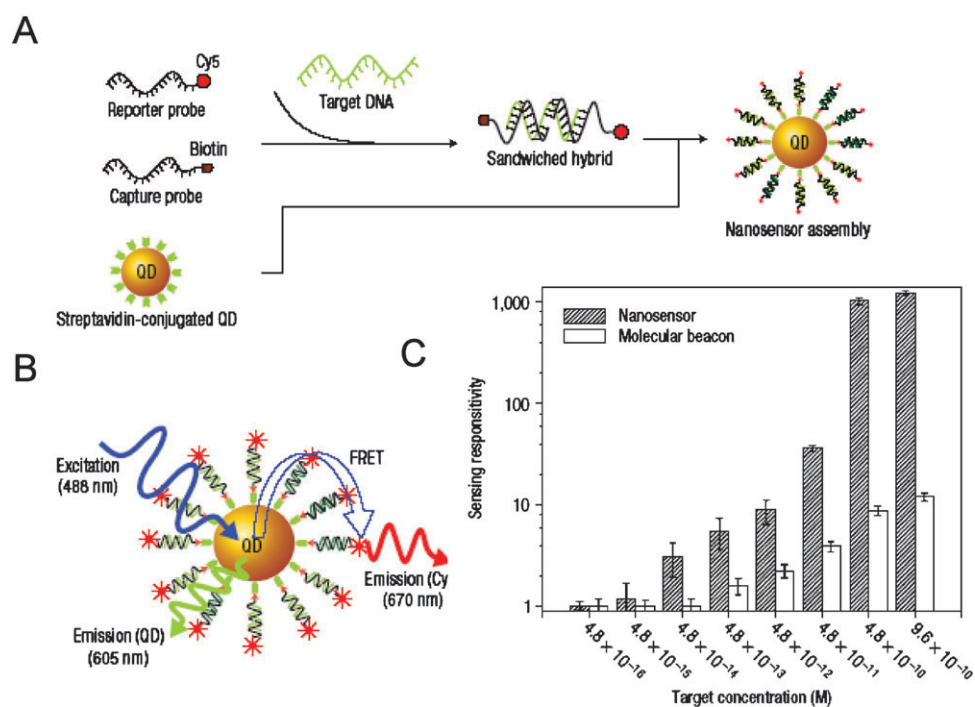 A
Cy5
Reporter probe
Target DNA
Biotin
Capture probe
Sandwiched hybrid
QD
Nanosensor assembly
QD
Streptavidin-conjugated QD
B
Excitation
(488 nm)
FRET
QD
Emission (Cy
(670 nm)
Emission (QD)
(605 nm)
C
Nanosensor
Molecular beacon
Sensing responsivity
1,000
100
10
1
4.8 × 10⁻¹⁶
4.8 × 10⁻¹⁵
4.8 × 10⁻¹⁴
4.8 × 10⁻¹³
4.8 × 10⁻¹²
4.8 × 10⁻¹¹
4.8 × 10⁻¹⁰
9.6 × 10⁻¹⁰
Target concentration (M)